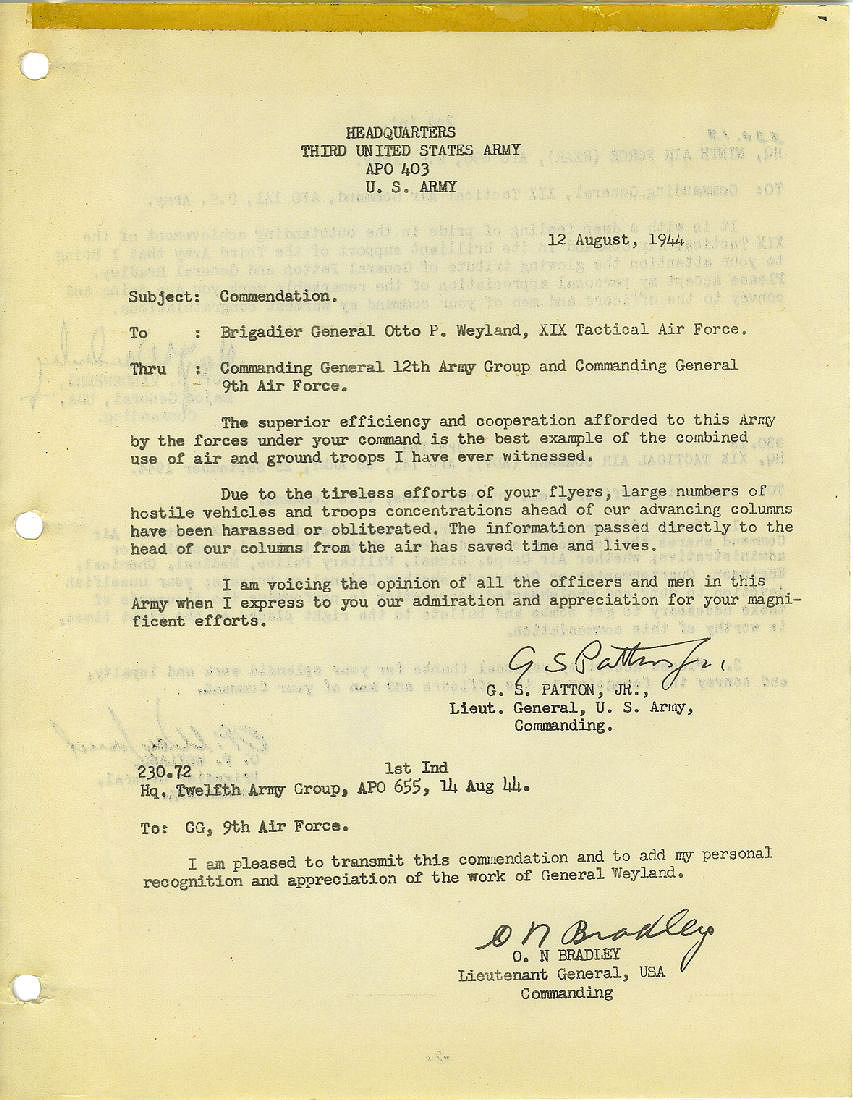 HEADQUARTERS
THIRD UNITED STATES ARMY
APO 403
U. S. ARMY
12 August, 1944
Subject: Commendation.
To : Brigadier General Otto P. Weyland, XIX Tactical Air Force.
Thru : Commanding General 12th Army Group and Commanding General
9th Air Force.
The superior efficiency and cooperation afforded to this Army
by the forces under your command is the best example of the combined
use of air and ground troops I have ever witnessed.
Due to the tireless efforts of your flyers, large numbers of
hostile vehicles and troops concentrations ahead of our advancing columns
have been harassed or obliterated. The information passed directly to the
head of our columns from the air has saved time and lives.
I am voicing the opinion of all the officers and men in this
Army when I express to you our admiration and appreciation for your magni-
ficent efforts.
G S Patton Jr.
G. S. PATTON, JR.,
Lieut. General, U. S. Army,
Commanding.
230.72 1st Ind
Hq. Twelfth Army Group, APO 655, 14 Aug 44.
To: CG, 9th Air Force.
I am pleased to transmit this commendation and to add my personal
recognition and appreciation of the work of General Weyland.
O N Bradley
O. N BRADLEY
Lieutenant General, USA
Commanding